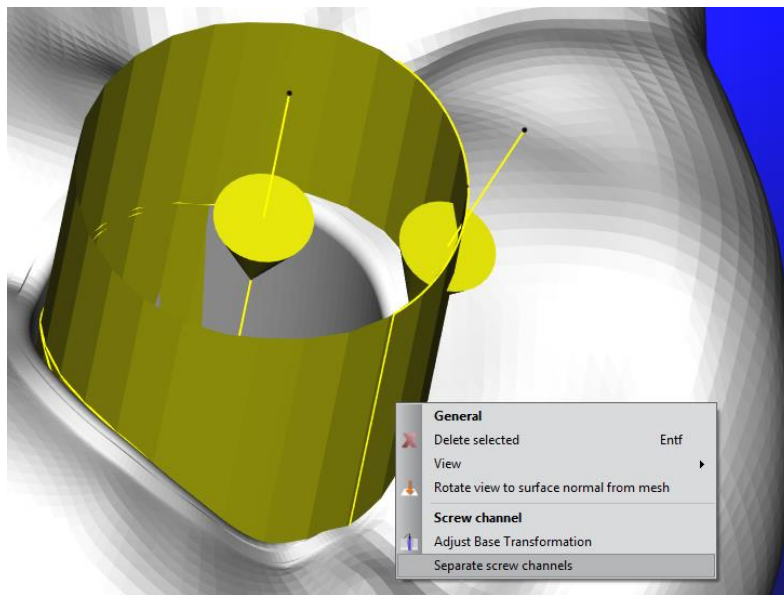 General
Delete selected Entf
View
Rotate view to surface normal from mesh
Screw channel
Adjust Base Transformation
Separate screw channels